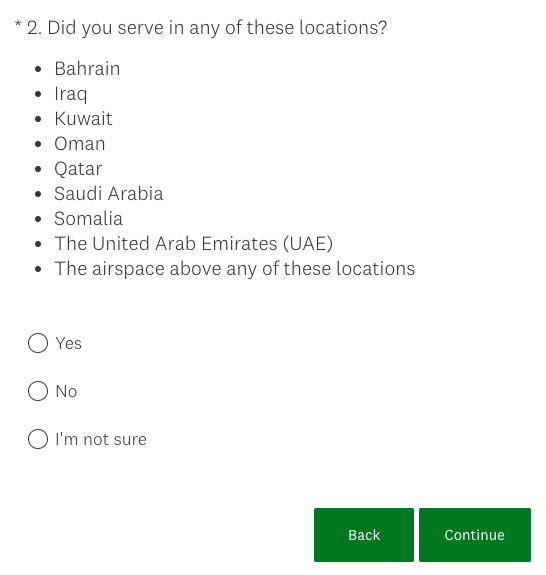 * 2. Did you serve in any of these locations?
• Bahrain
• Iraq
• Kuwait
• Oman
• Qatar
• Saudi Arabia
• Somalia
• The United Arab Emirates (UAE)
• The airspace above any of these locations
Yes
No
I'm not sure
Back Continue